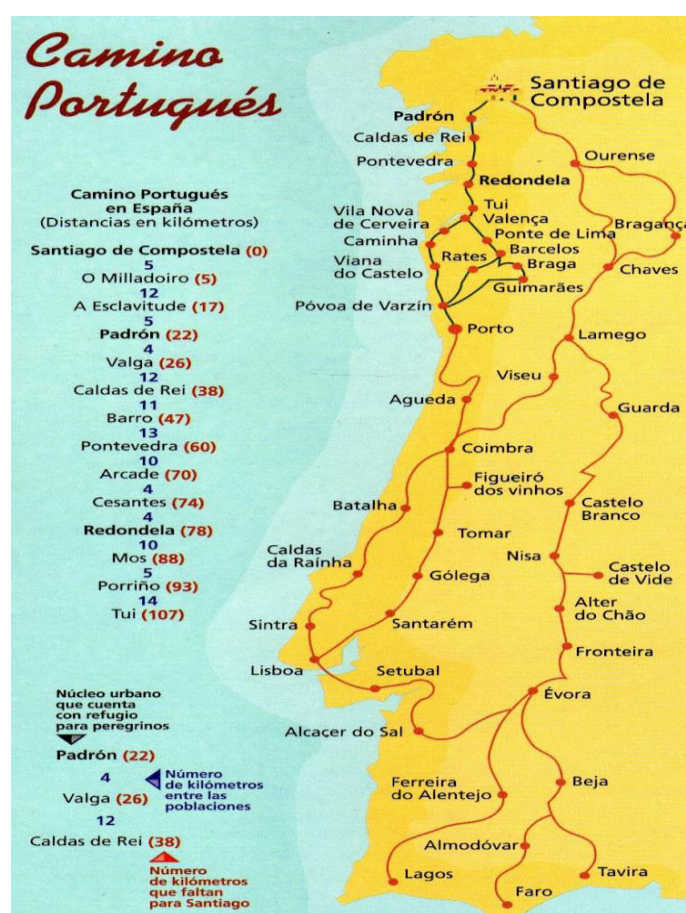 Camino
Portugués
Camino Portugués
en España
(Distancias en kilómetros)
Santiago de Compostela (0)
5
O Milladoiro (5)
12
A Esclavitude (17)
5
Padrón (22)
4
Valga (26)
12
Caldas de Rei (38)
11
Barro (47)
13
Pontevedra (60)
10
Arcade (70)
4
Cesantes (74)
4
Redondela (78)
10
Mos (88)
5
Porriño (93)
14
Tui (107)
Núcleo urbano
que cuenta
con refugio
para peregrinos
Padrón (22)
4
Número
de kilómetros
entre las
poblaciones
Valga (26)
12
Caldas de Rei (38)
Número
de kilómetros
que faltan
para Santiago
Santiago de
Compostela
Padrón
Caldas de Rei
Pontevedra
Ourense
Redondela
Tui
Vila Nova
de Cerveira
Valença
Bragança
Ponte de Lima
Caminha
Barcelos
Rates
Viana
do Castelo
Braga
Chaves
Guimarães
Póvoa de Varzín
Porto
Lamego
Viseu
Agueda
Guarda
Coimbra
Figueiró
dos vinhos
Batalha
Castelo
Branco
Tomar
Caldas
da Raínha
Nisa
Castelo
de Vide
Gólega
Alter
do Chão
Sintra
Santarém
Fronteira
Lisboa
Setubal
Évora
Alcaçer do Sal
Ferreira
do Alentejo
Beja
Almodóvar
Lagos
Tavira
Faro